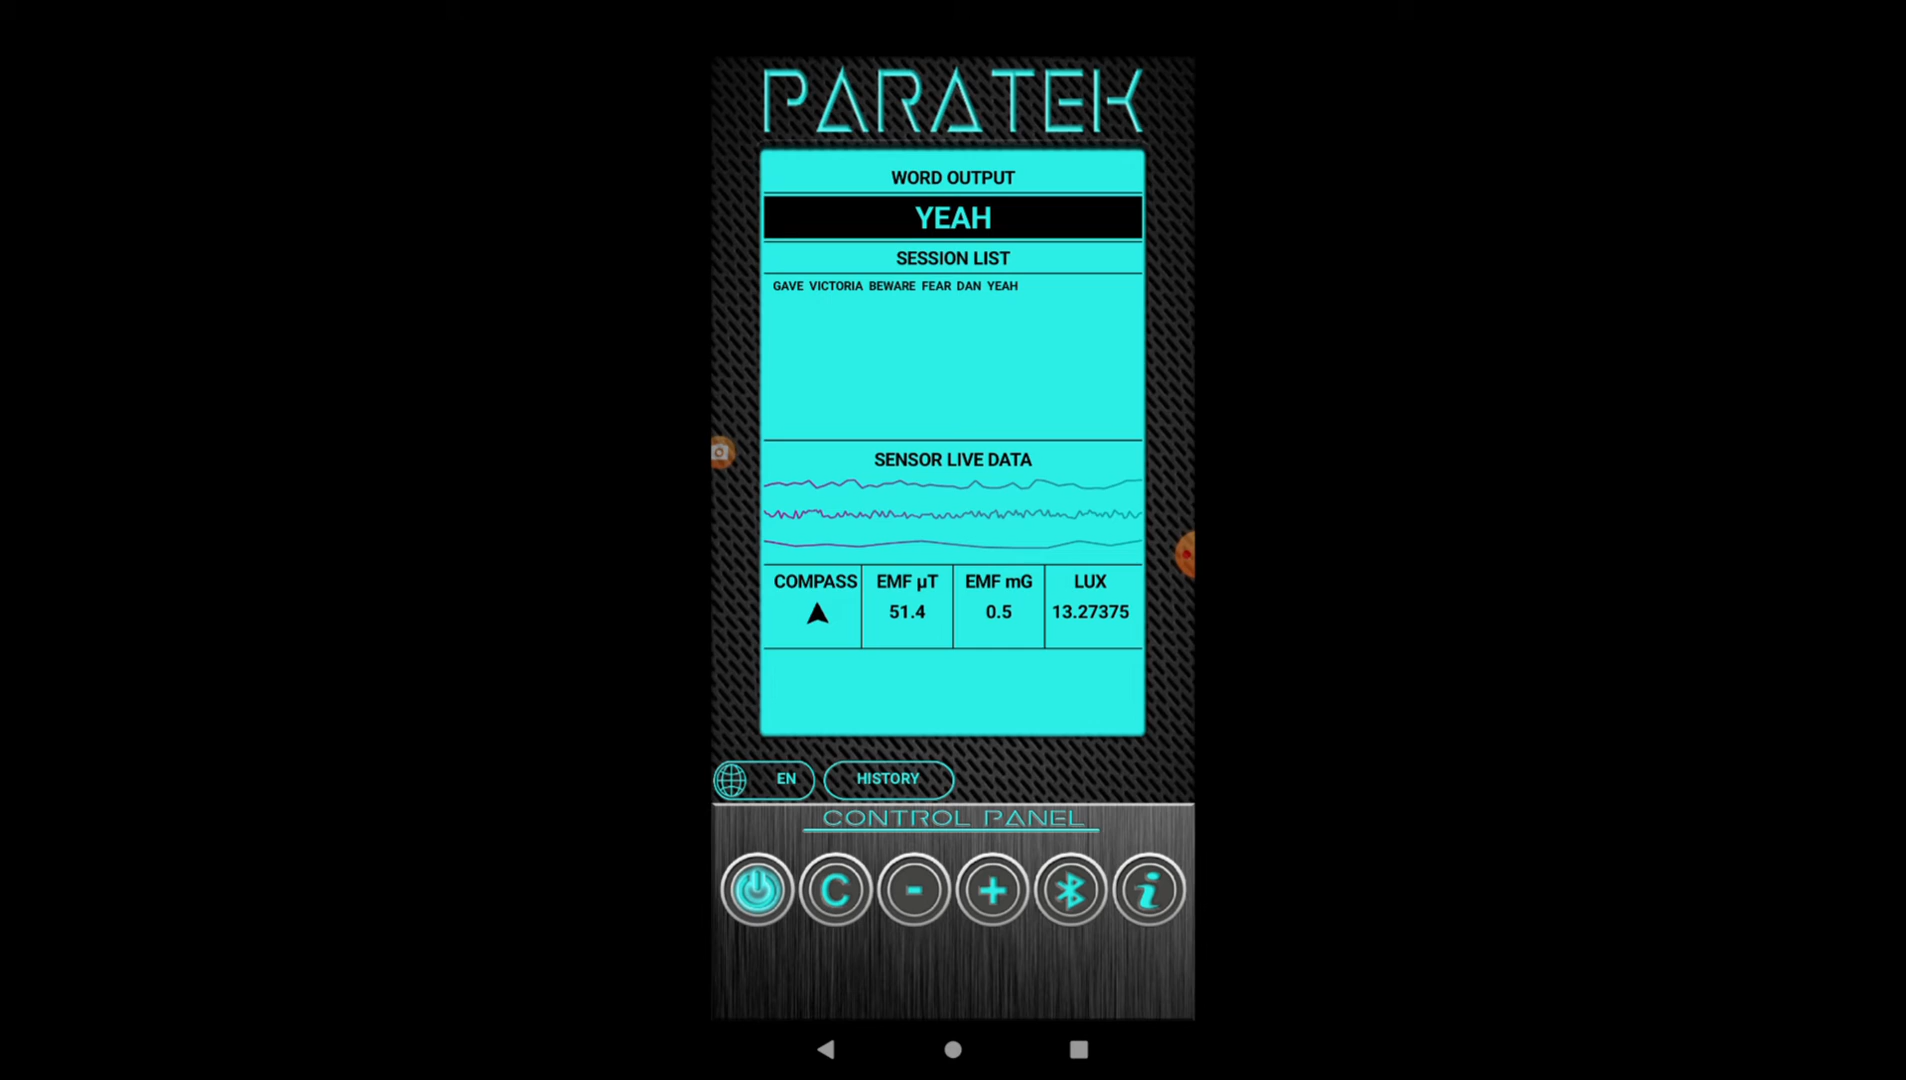 PARATEK
WORD OUTPUT
YEAH
SESSION LIST
GAVE VICTORIA BEWARE FEAR DAN YEAH
SENSOR LIVE DATA
COMPASS EMF µT EMF mG LUX
51.4 0.5 13.27375
EN HISTORY
CONTROL PANEL
C - + i